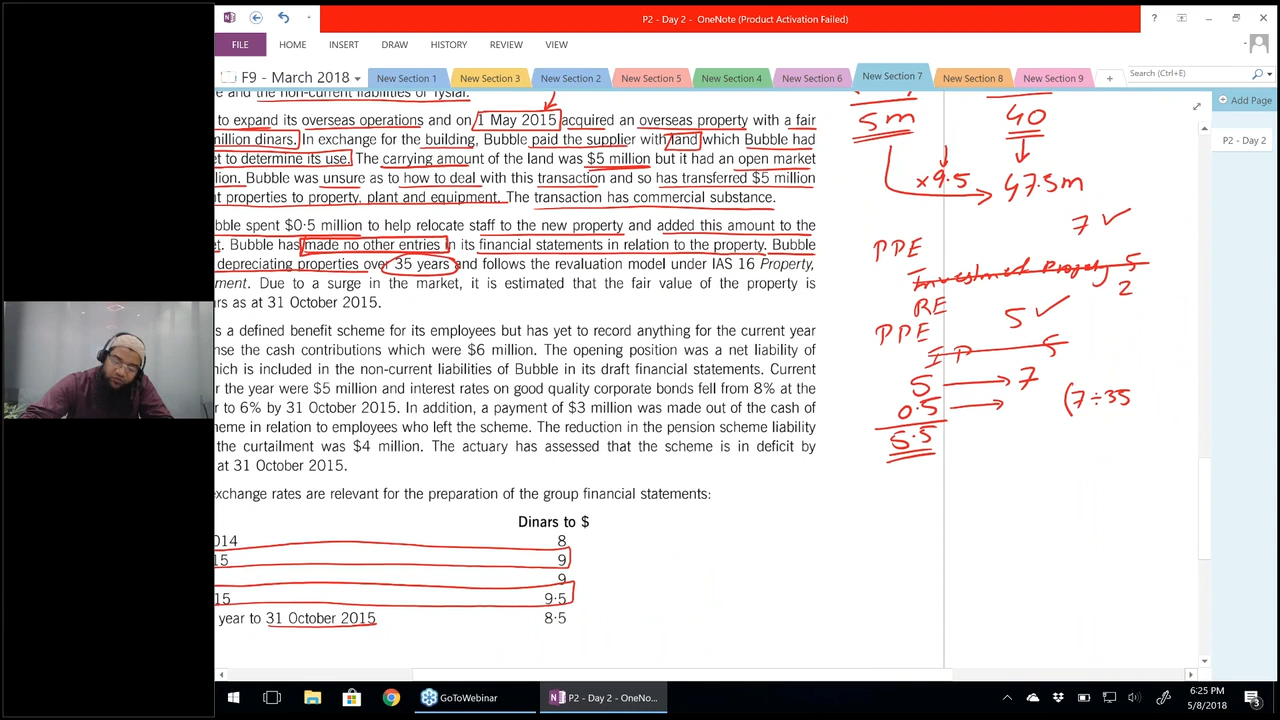 P2 - Day 2 - OneNote (Product Activation Failed)
FILE HOME INSERT DRAW HISTORY REVIEW VIEW
F9 - March 2018 New Section 1 New Section 3 New Section 2 New Section 5 New Section 4 New Section 6 New Section 7 New Section 8 New Section 9 Search (Ctrl+E)
Add Page
P2 - Day 2
e and the non-current liabilities of Tyslar.
to expand its overseas operations and on 1 May 2015 acquired an overseas property with a fair
million dinars. In exchange for the building, Bubble paid the supplier with land which Bubble had
et to determine its use. The carrying amount of the land was $5 million but it had an open market
lion. Bubble was unsure as to how to deal with this transaction and so has transferred $5 million
nt properties to property, plant and equipment. The transaction has commercial substance.
bble spent $0·5 million to help relocate staff to the new property and added this amount to the
t. Bubble has made no other entries in its financial statements in relation to the property. Bubble
depreciating properties over 35 years and follows the revaluation model under IAS 16 Property,
ment. Due to a surge in the market, it is estimated that the fair value of the property is
rs as at 31 October 2015.
s a defined benefit scheme for its employees but has yet to record anything for the current year
nse the cash contributions which were $6 million. The opening position was a net liability of
hich is included in the non-current liabilities of Bubble in its draft financial statements. Current
r the year were $5 million and interest rates on good quality corporate bonds fell from 8% at the
r to 6% by 31 October 2015. In addition, a payment of $3 million was made out of the cash of
heme in relation to employees who left the scheme. The reduction in the pension scheme liability
the curtailment was $4 million. The actuary has assessed that the scheme is in deficit by
at 31 October 2015.
exchange rates are relevant for the preparation of the group financial statements:
Dinars to $
014 8
15 9
9
15 9·5
year to 31 October 2015 8·5
5m 40
×9.5 47.5m
7 ✓
PPE
Investment Property 5
2
RE
5 ✓
PPE
IP 5
5 → 7
0.5 → (7÷35
5.5
GoToWebinar
P2 - Day 2 - OneNo...
6:25 PM
5/8/2018
3